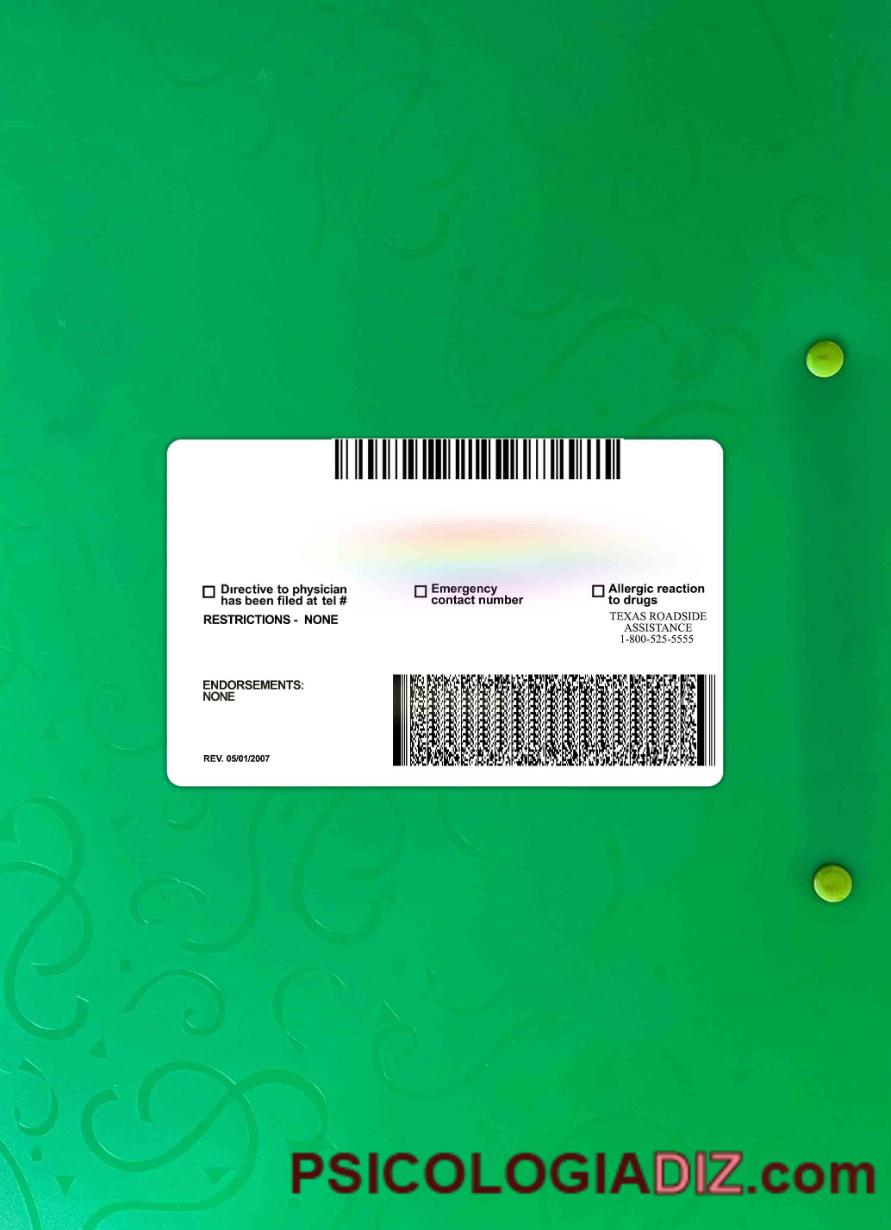 Directive to physician
has been filed at tel #
Emergency
contact number
Allergic reaction
to drugs
RESTRICTIONS - NONE
TEXAS ROADSIDE
ASSISTANCE
1-800-525-5555
ENDORSEMENTS:
NONE
REV. 05/01/2007
PSICOLOGIADIZ.com